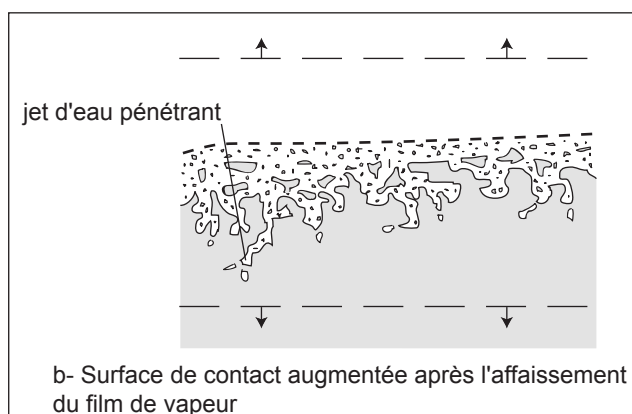 jet d'eau pénétrant
b- Surface de contact augmentée après l'affaissement
du film de vapeur